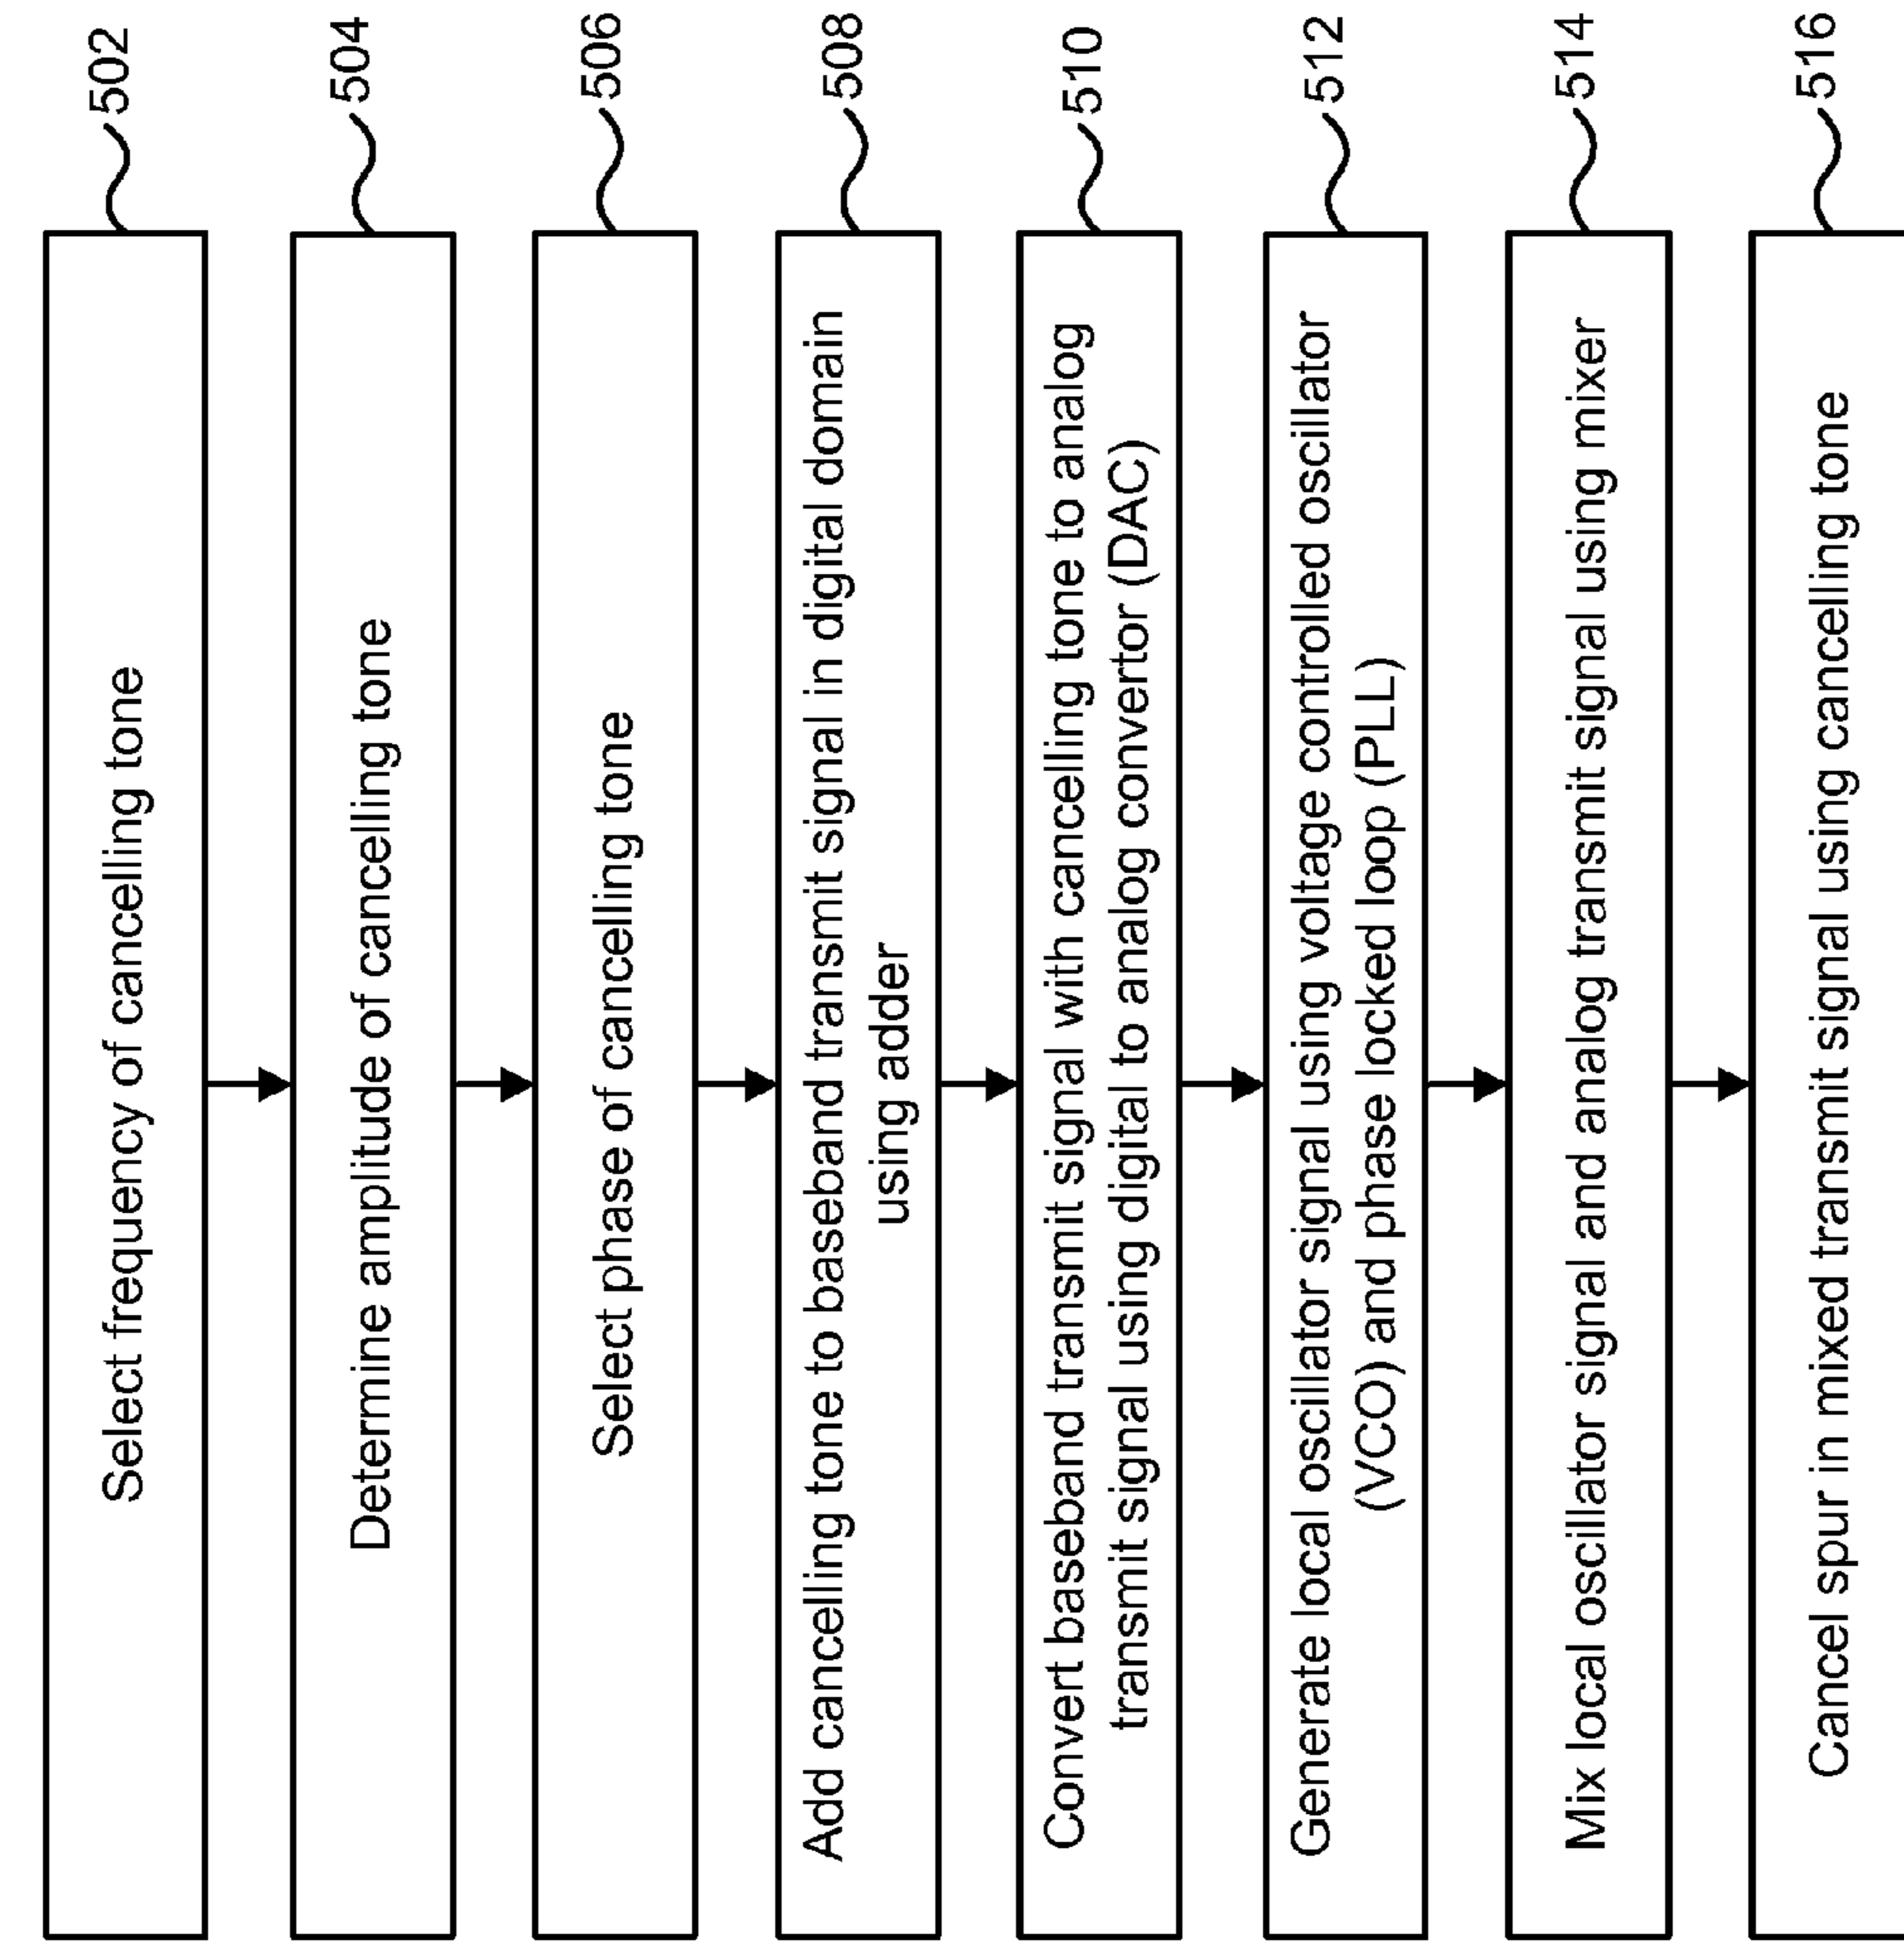 Select frequency of cancelling tone
502
Determine amplitude of cancelling tone
504
Select phase of cancelling tone
506
Add cancelling tone to baseband transmit signal in digital domain
using adder
508
Convert baseband transmit signal with cancelling tone to analog
transmit signal using digital to analog convertor (DAC)
510
Generate local oscillator signal using voltage controlled oscillator
(VCO) and phase locked loop (PLL)
512
Mix local oscillator signal and analog transmit signal using mixer
514
Cancel spur in mixed transmit signal using cancelling tone
516